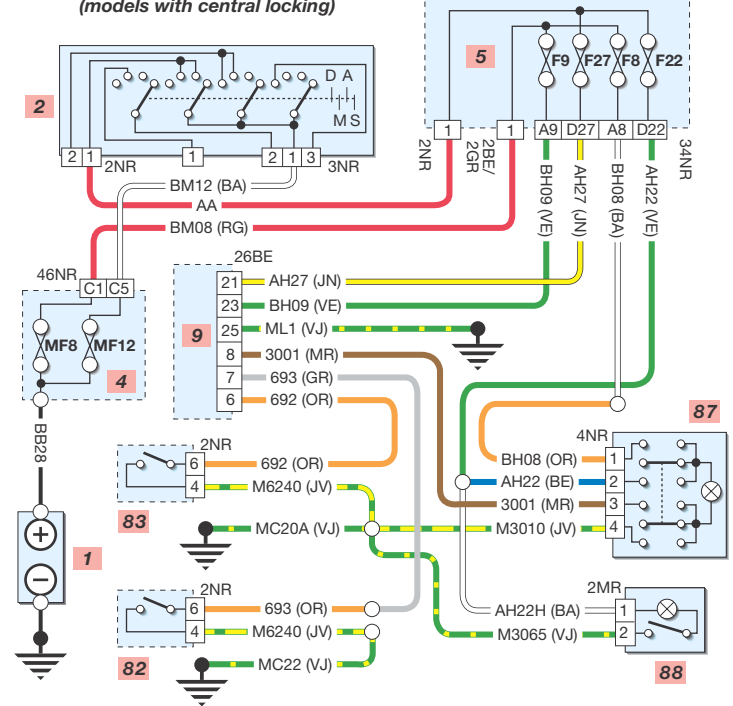 (models with central locking)
5
F9 F27 F8 F22
2
D A
M S
2 1 2NR
1
2 1 3 3NR
1 2NR
1 2BE/2GR
A9 D27 A8 D22 34NR
BM12 (BA)
AA
BM08 (RG)
BH09 (VE)
AH27 (JN)
BH08 (BA)
AH22 (VE)
46NR
C1 C5
MF8 MF12
4
BB28
+
−
1
26BE
9
21 AH27 (JN)
23 BH09 (VE)
25 ML1 (VJ)
8 3001 (MR)
7 693 (GR)
6 692 (OR)
87
4NR
BH08 (OR) 1
AH22 (BE) 2
3001 (MR) 3
M3010 (JV) 4
2NR
6 692 (OR)
4 M6240 (JV)
83
MC20A (VJ)
2NR
6 693 (OR)
4 M6240 (JV)
82
MC22 (VJ)
2MR
AH22H (BA) 1
M3065 (VJ) 2
88